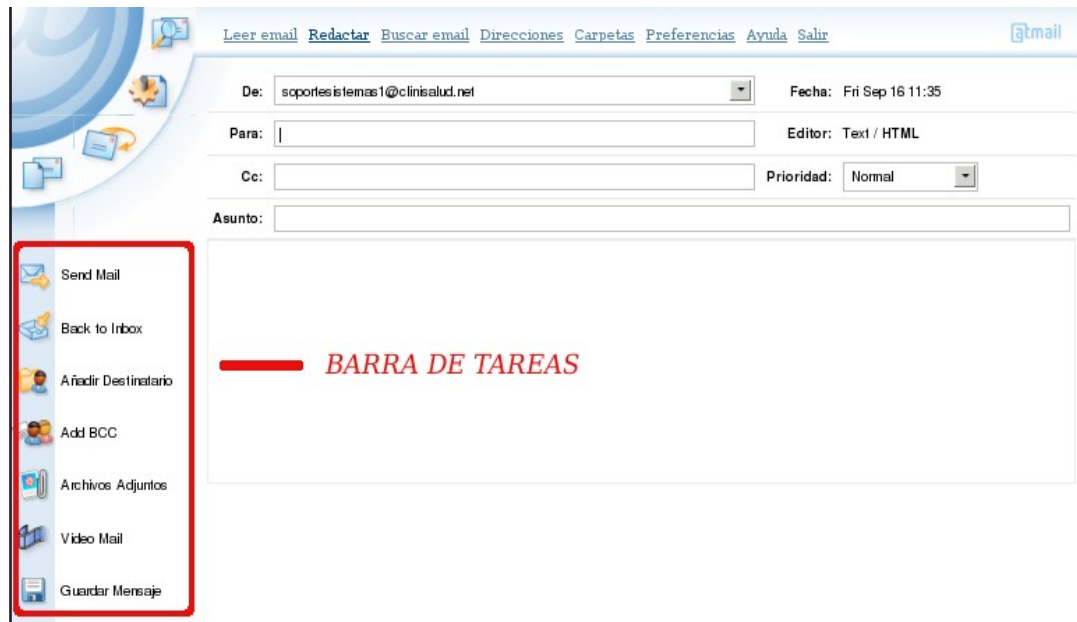 Leer email Redactar Buscar email Direcciones Carpetas Preferencias Ayuda Salir @tmail
De: soportesistemas1@clinisalud.net Fecha: Fri Sep 16 11:35
Para: Editor: Text / HTML
Cc: Prioridad: Normal
Asunto:
Send Mail
Back to Inbox
BARRA DE TAREAS
Añadir Destinatario
Add BCC
Archivos Adjuntos
Video Mail
Guardar Mensaje